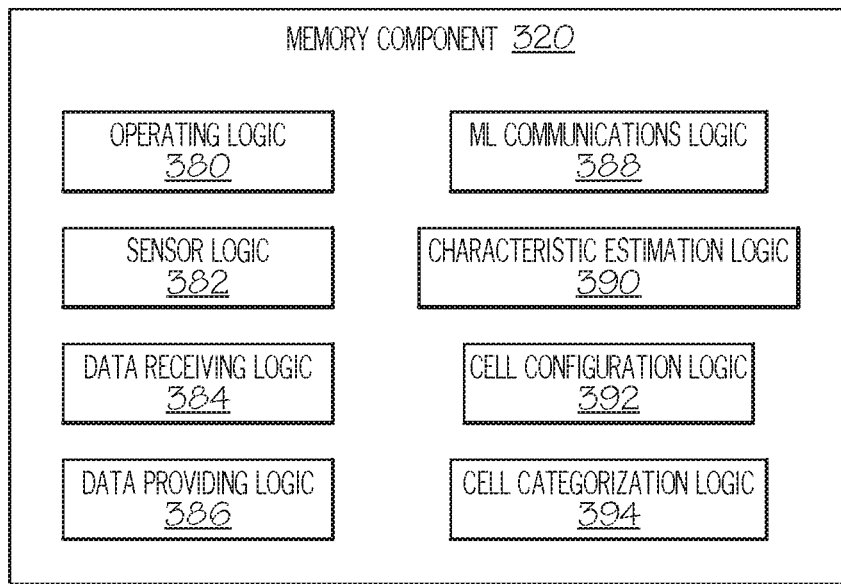 MEMORY COMPONENT 320
OPERATING LOGIC
380
ML COMMUNICATIONS LOGIC
388
SENSOR LOGIC
382
CHARACTERISTIC ESTIMATION LOGIC
390
DATA RECEIVING LOGIC
384
CELL CONFIGURATION LOGIC
392
DATA PROVIDING LOGIC
386
CELL CATEGORIZATION LOGIC
394